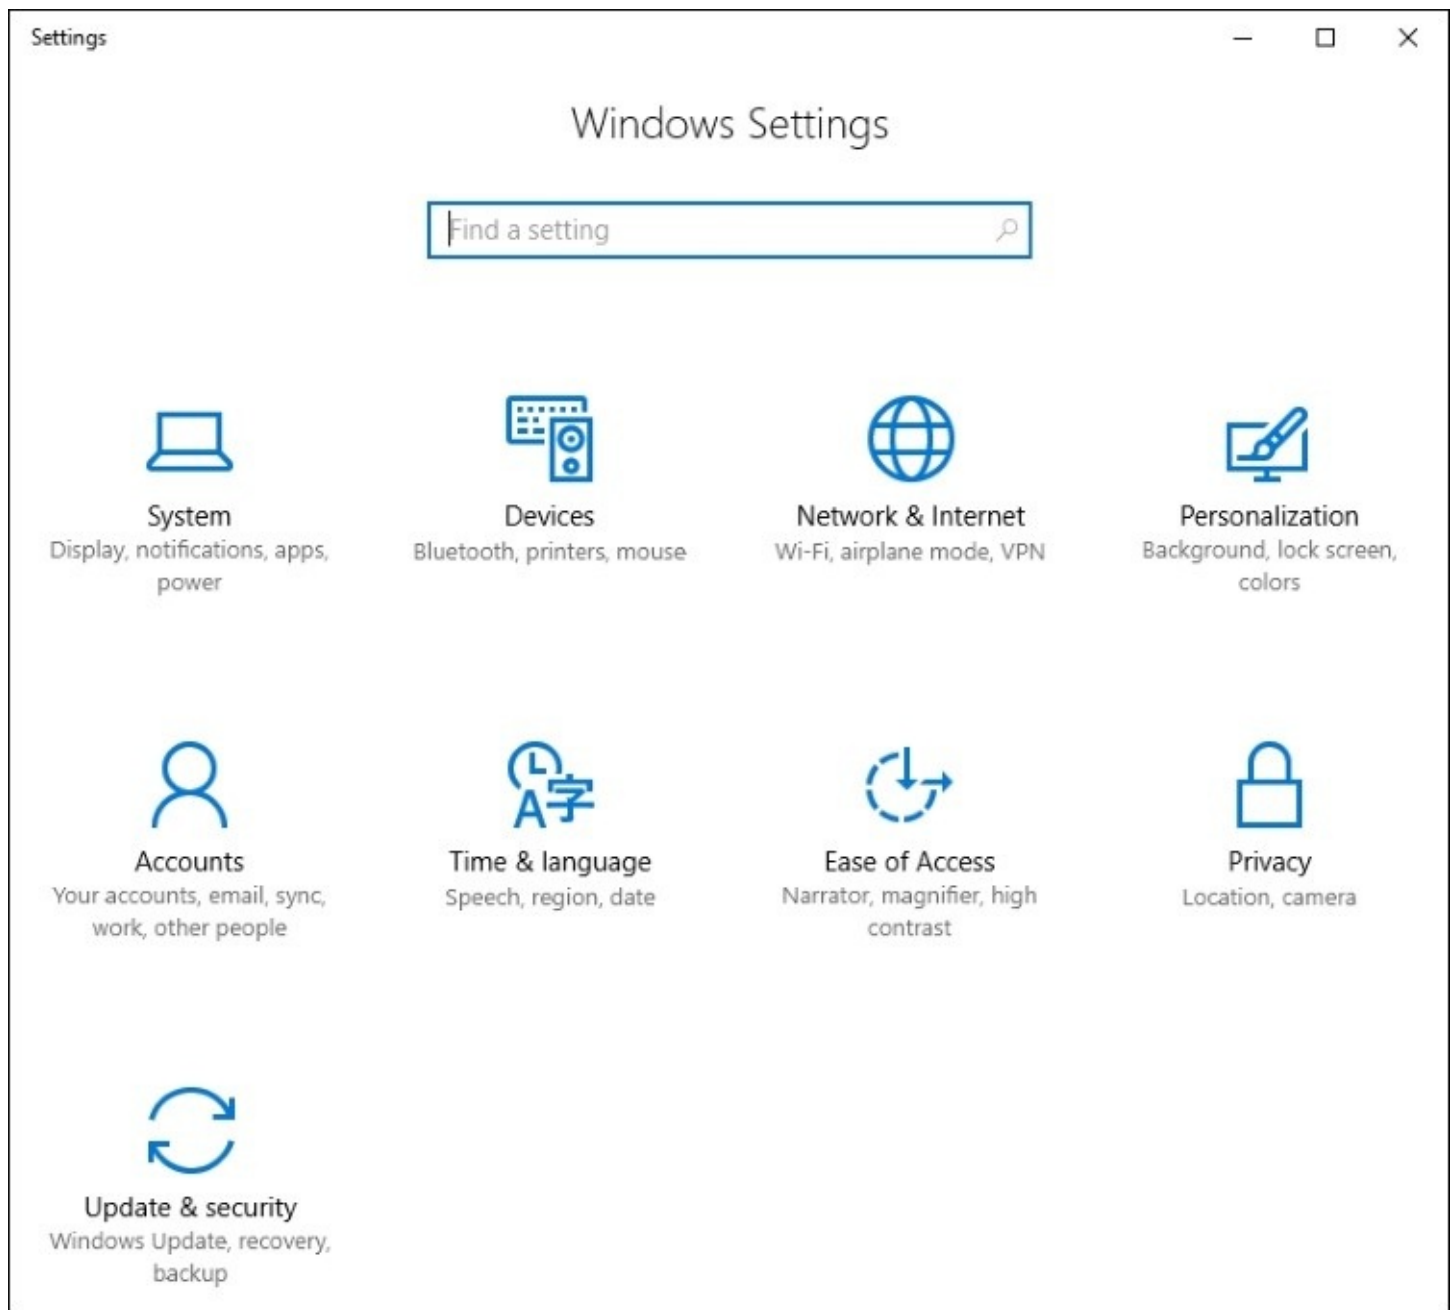 Settings
Windows Settings
Find a setting
System
Display, notifications, apps,
power
Devices
Bluetooth, printers, mouse
Network & Internet
Wi-Fi, airplane mode, VPN
Personalization
Background, lock screen,
colors
Accounts
Your accounts, email, sync,
work, other people
A字
Time & language
Speech, region, date
Ease of Access
Narrator, magnifier, high
contrast
Privacy
Location, camera
Update & security
Windows Update, recovery,
backup